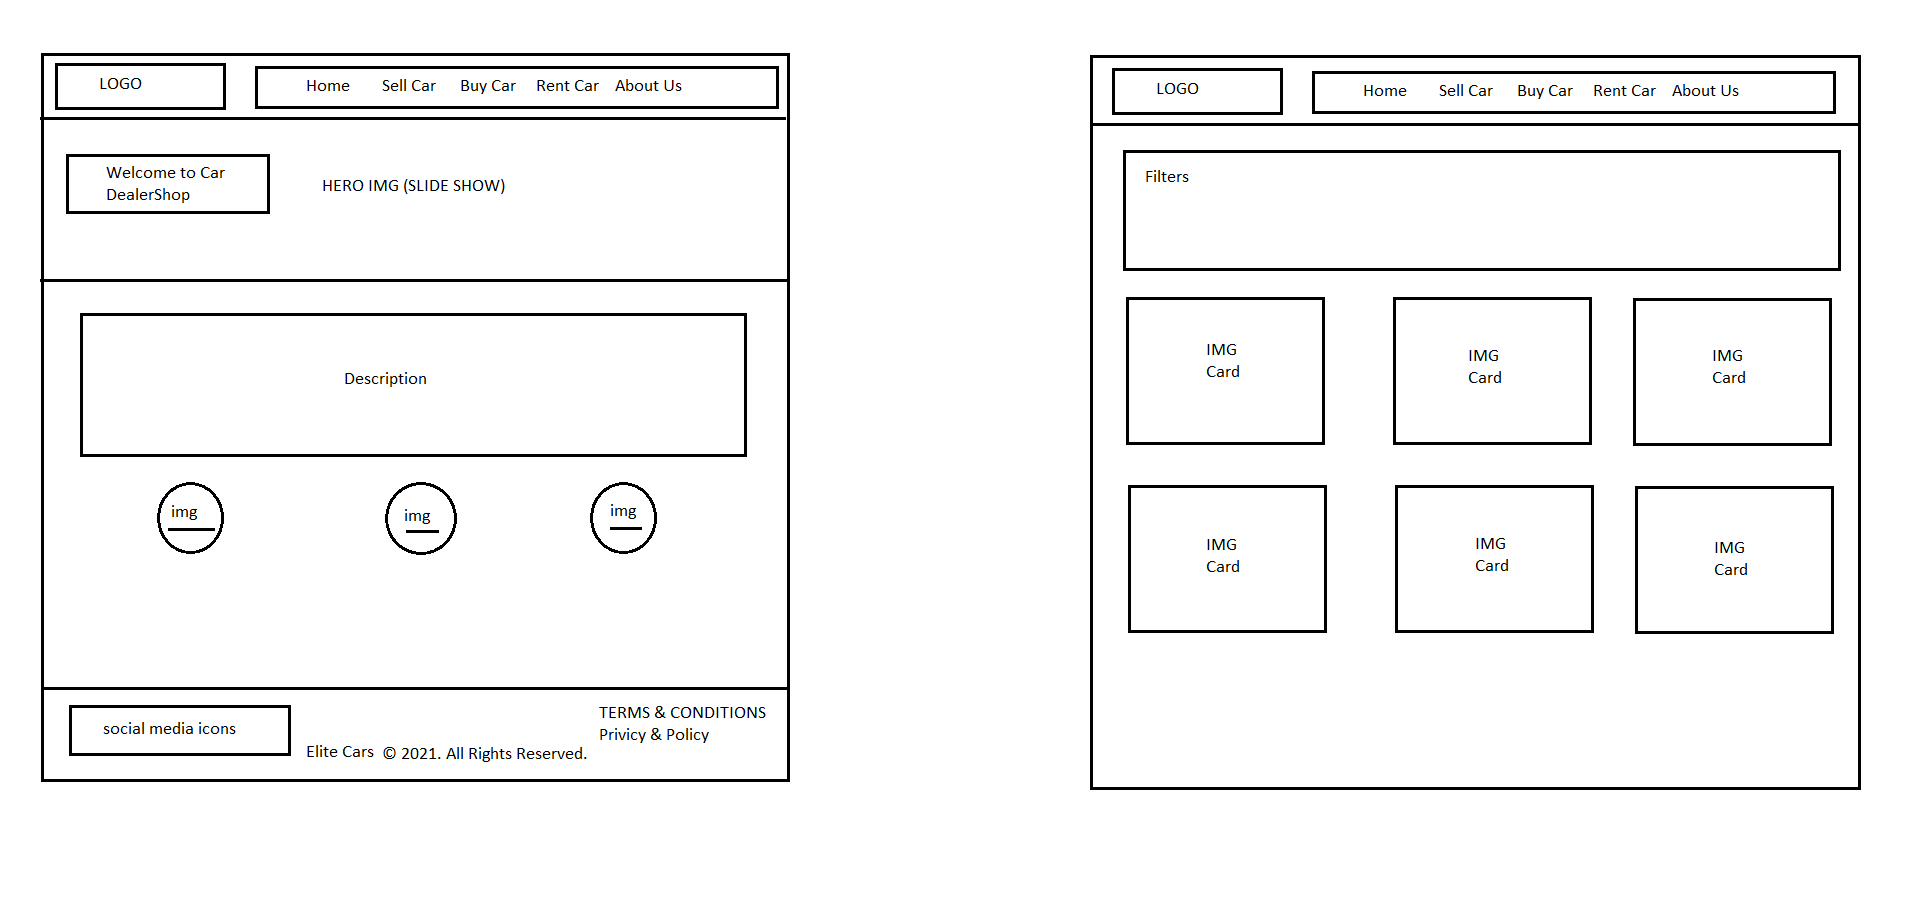 LOGO
Home Sell Car Buy Car Rent Car About Us
Welcome to Car
DealerShop
HERO IMG (SLIDE SHOW)
Description
img
img
img
social media icons
Elite Cars © 2021. All Rights Reserved.
TERMS & CONDITIONS
Privicy & Policy
LOGO
Home Sell Car Buy Car Rent Car About Us
Filters
IMG
Card
IMG
Card
IMG
Card
IMG
Card
IMG
Card
IMG
Card